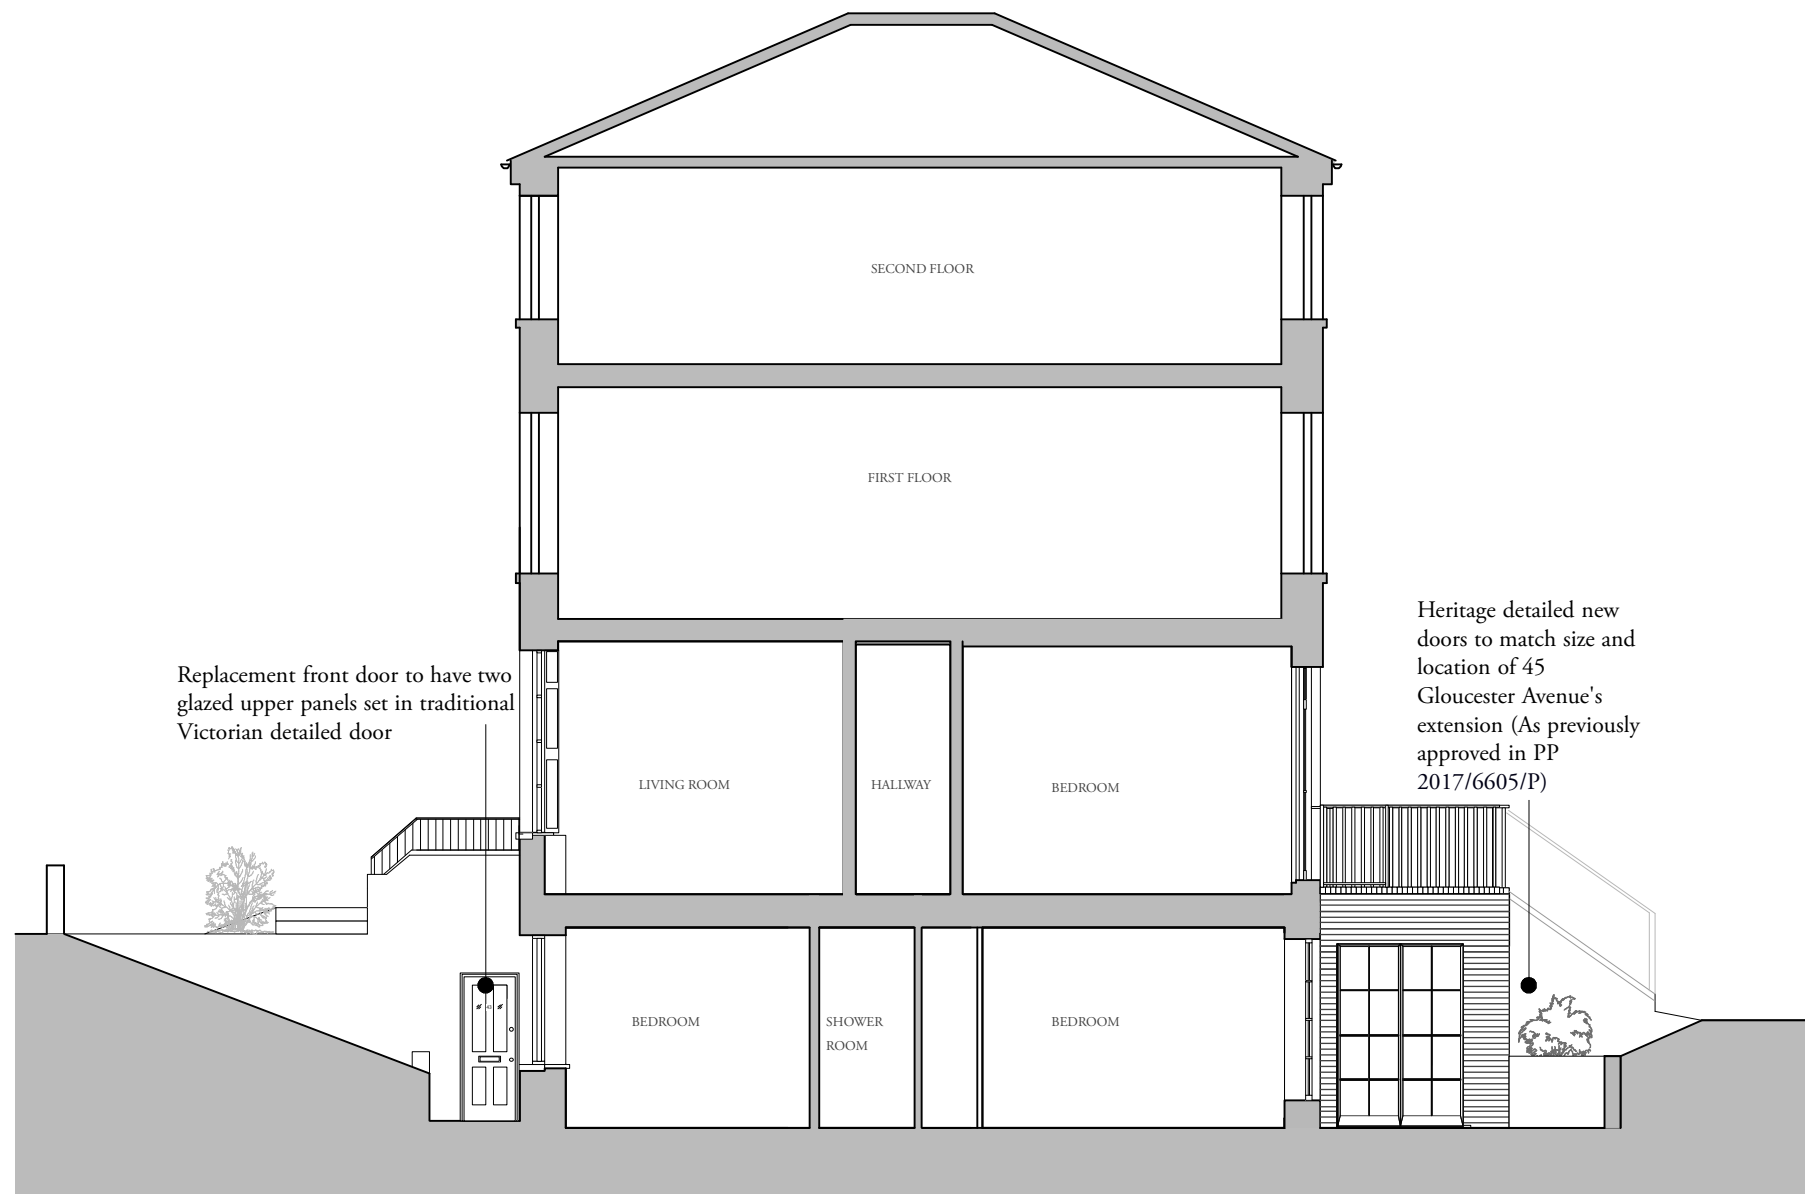 SECOND FLOOR
FIRST FLOOR
Replacement front door to have two
glazed upper panels set in traditional
Victorian detailed door
Heritage detailed new
doors to match size and
location of 45
Gloucester Avenue's
extension (As previously
approved in PP
2017/6605/P)
LIVING ROOM
HALLWAY
BEDROOM
BEDROOM
SHOWER
ROOM
BEDROOM